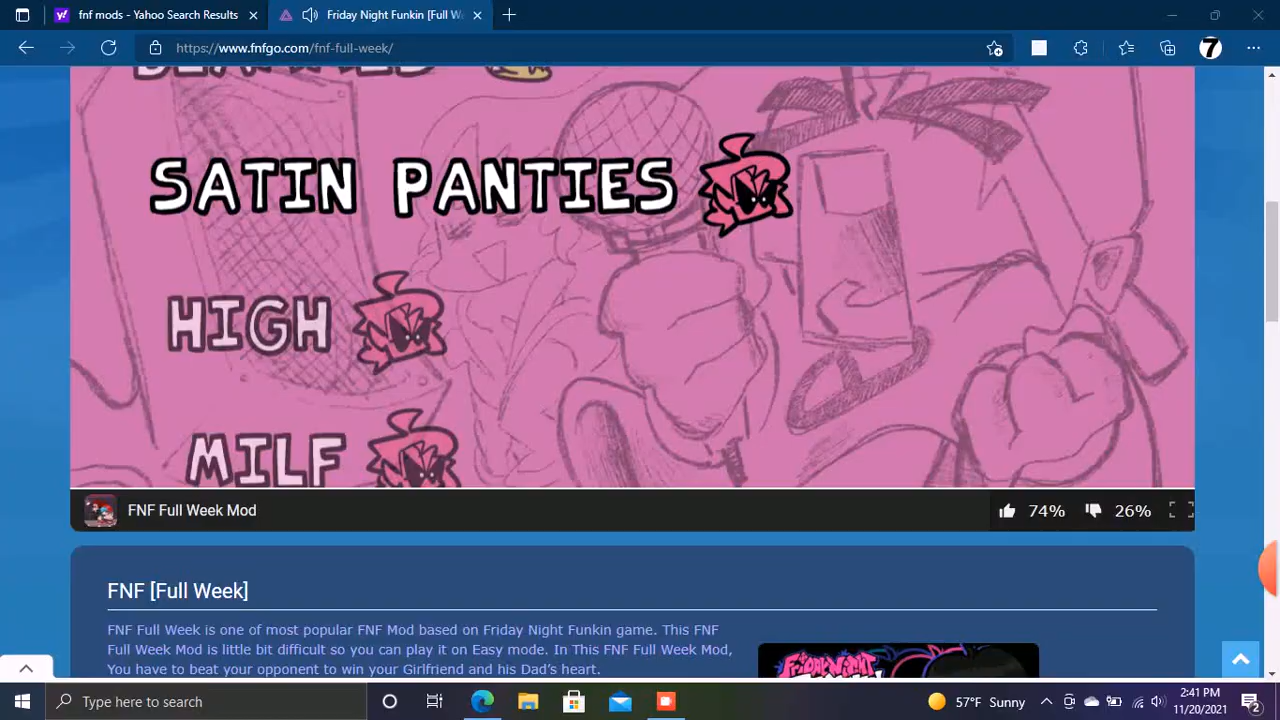 fnf mods - Yahoo Search Results
Friday Night Funkin [Full W
https://www.fnfgo.com/fnf-full-week/
7
SATIN PANTIES
HIGH
MILF
FNF Full Week Mod
74%
26%
FNF [Full Week]
FNF Full Week is one of most popular FNF Mod based on Friday Night Funkin game. This FNF
Full Week Mod is little bit difficult so you can play it on Easy mode. In This FNF Full Week Mod,
You have to beat your opponent to win your Girlfriend and his Dad's heart.
FRIDAY NIGHT
Type here to search
57°F Sunny
2:41 PM
11/20/2021
2